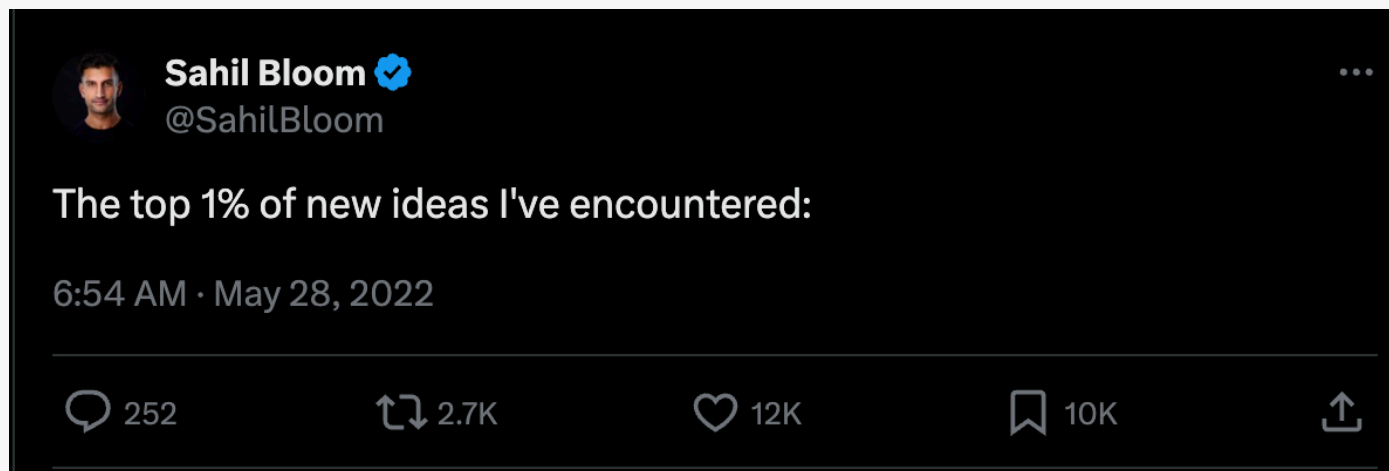 Sahil Bloom
@SahilBloom
The top 1% of new ideas I've encountered:
6:54 AM · May 28, 2022
252 2.7K 12K 10K